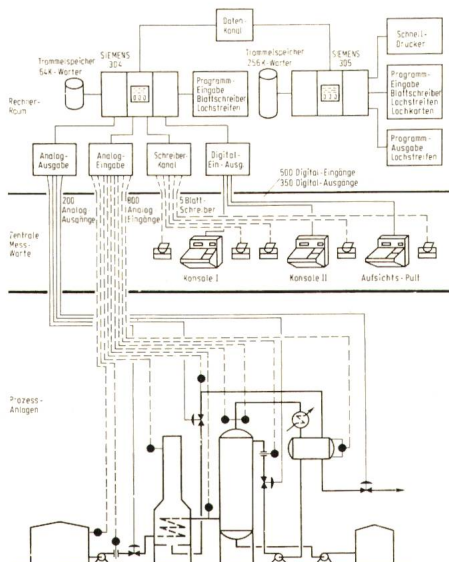 Daten-
Kanal
SIEMENS
304
Trommelspeicher
64K-Wörter
Programm-
Eingabe
Blattschreiber
Lochstreifen
SIEMENS
305
Trommelspeicher
256K-Wörter
Schnell-
Drucker
Programm-
Eingabe
Blattschreiber
Lochstreifen
Lochkarten
Programm-
Ausgabe
Lochstreifen
Rechner-
Raum
Analog-
Ausgabe
Analog-
Eingabe
Schreiber-
Kanal
Digital-
Ein-Ausg.
500 Digital-Eingänge
350 Digital-Ausgänge
200
Analog
Ausgänge
800
Analog
Eingänge
5 Blatt-
Schreiber
Zentrale
Mess-
Warte
Konsole I
Konsole II
Aufsichts-Pult
Prozess-
Anlagen